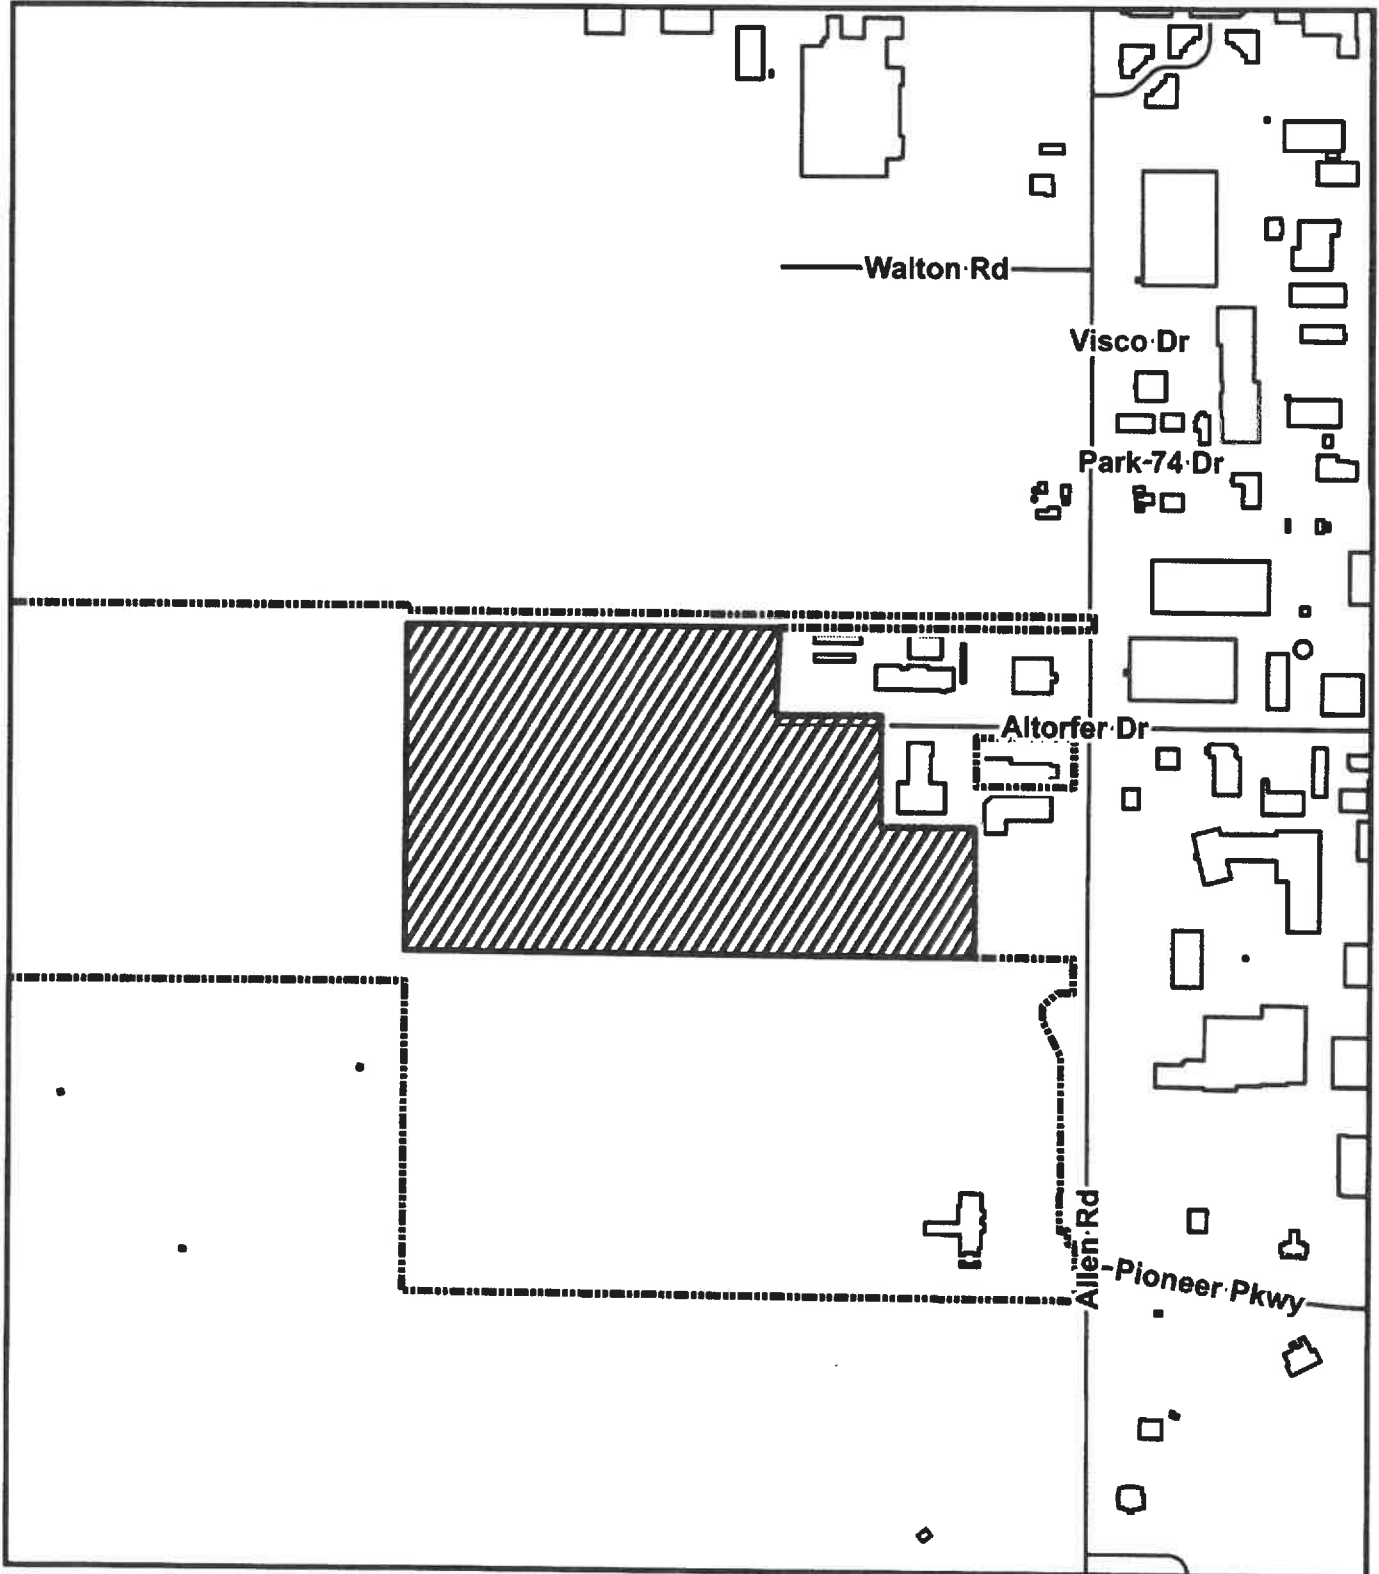 Walton Rd
Visco Dr
Park-74 Dr
Altorfer Dr
Allen Rd
Pioneer Pkwy